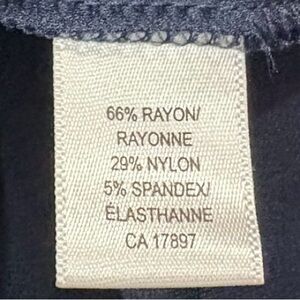 66% RAYON/
RAYONNE
29% NYLON
5% SPANDEX/
ÉLASTHANNE
CA 17897